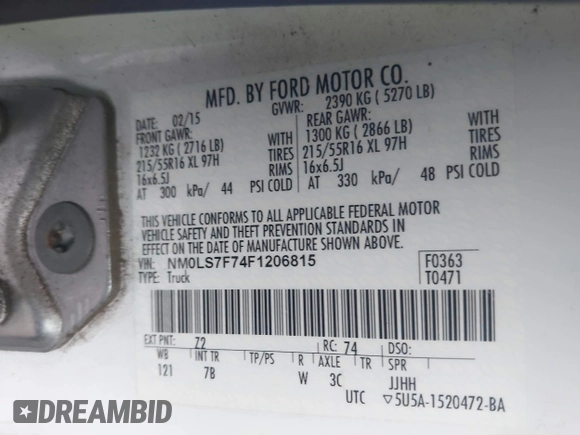 MFD. BY FORD MOTOR CO.
DATE: 02/15 GVWR: 2390 KG ( 5270 LB)
FRONT GAWR: REAR GAWR:
1232 KG ( 2716 LB) WITH 1300 KG ( 2866 LB) WITH
215/55R16 XL 97H TIRES 215/55R16 XL 97H TIRES
16x6.5J RIMS 16x6.5J RIMS
AT 300 kPa/ 44 PSI COLD AT 330 kPa/ 48 PSI COLD
THIS VEHICLE CONFORMS TO ALL APPLICABLE FEDERAL MOTOR
VEHICLE SAFETY AND THEFT PREVENTION STANDARDS IN
EFFECT ON THE DATE OF MANUFACTURE SHOWN ABOVE.
VIN: NM0LS7F74F1206815 F0363
TYPE: Truck T0471
EXT PNT: 72 RC: 74 DSO:
WB INT TR TP/PS R AXLE TR SPR
121 7B W 3C JJHH
UTC ▽5U5A-1520472-BA
DEALERSCOPE
GET FAX. BID SMARTER.